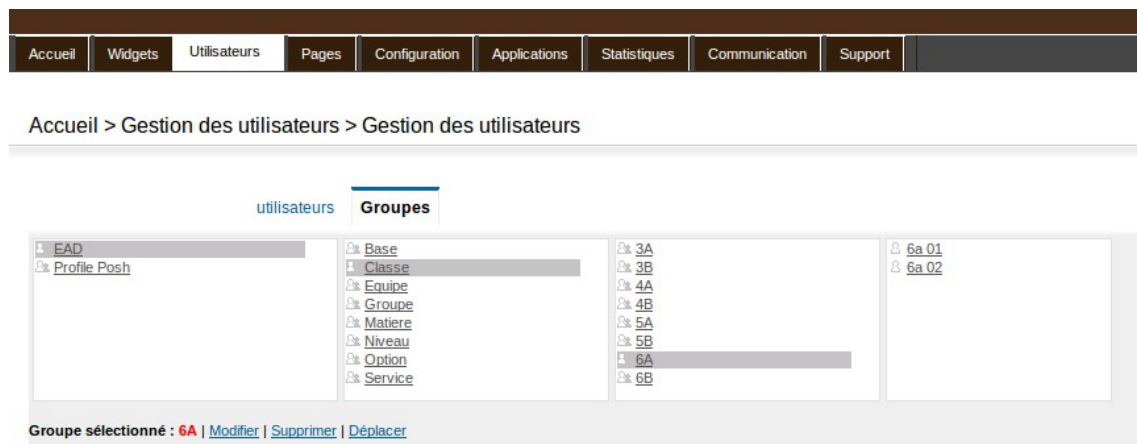 Accueil Widgets Utilisateurs Pages Configuration Applications Statistiques Communication Support
Accueil > Gestion des utilisateurs > Gestion des utilisateurs
utilisateurs Groupes
EAD
Profile Posh
Base
Classe
Equipe
Groupe
Matiere
Niveau
Option
Service
3A
3B
4A
4B
5A
5B
6A
6B
6a 01
6a 02
Groupe sélectionné : 6A | Modifier | Supprimer | Déplacer